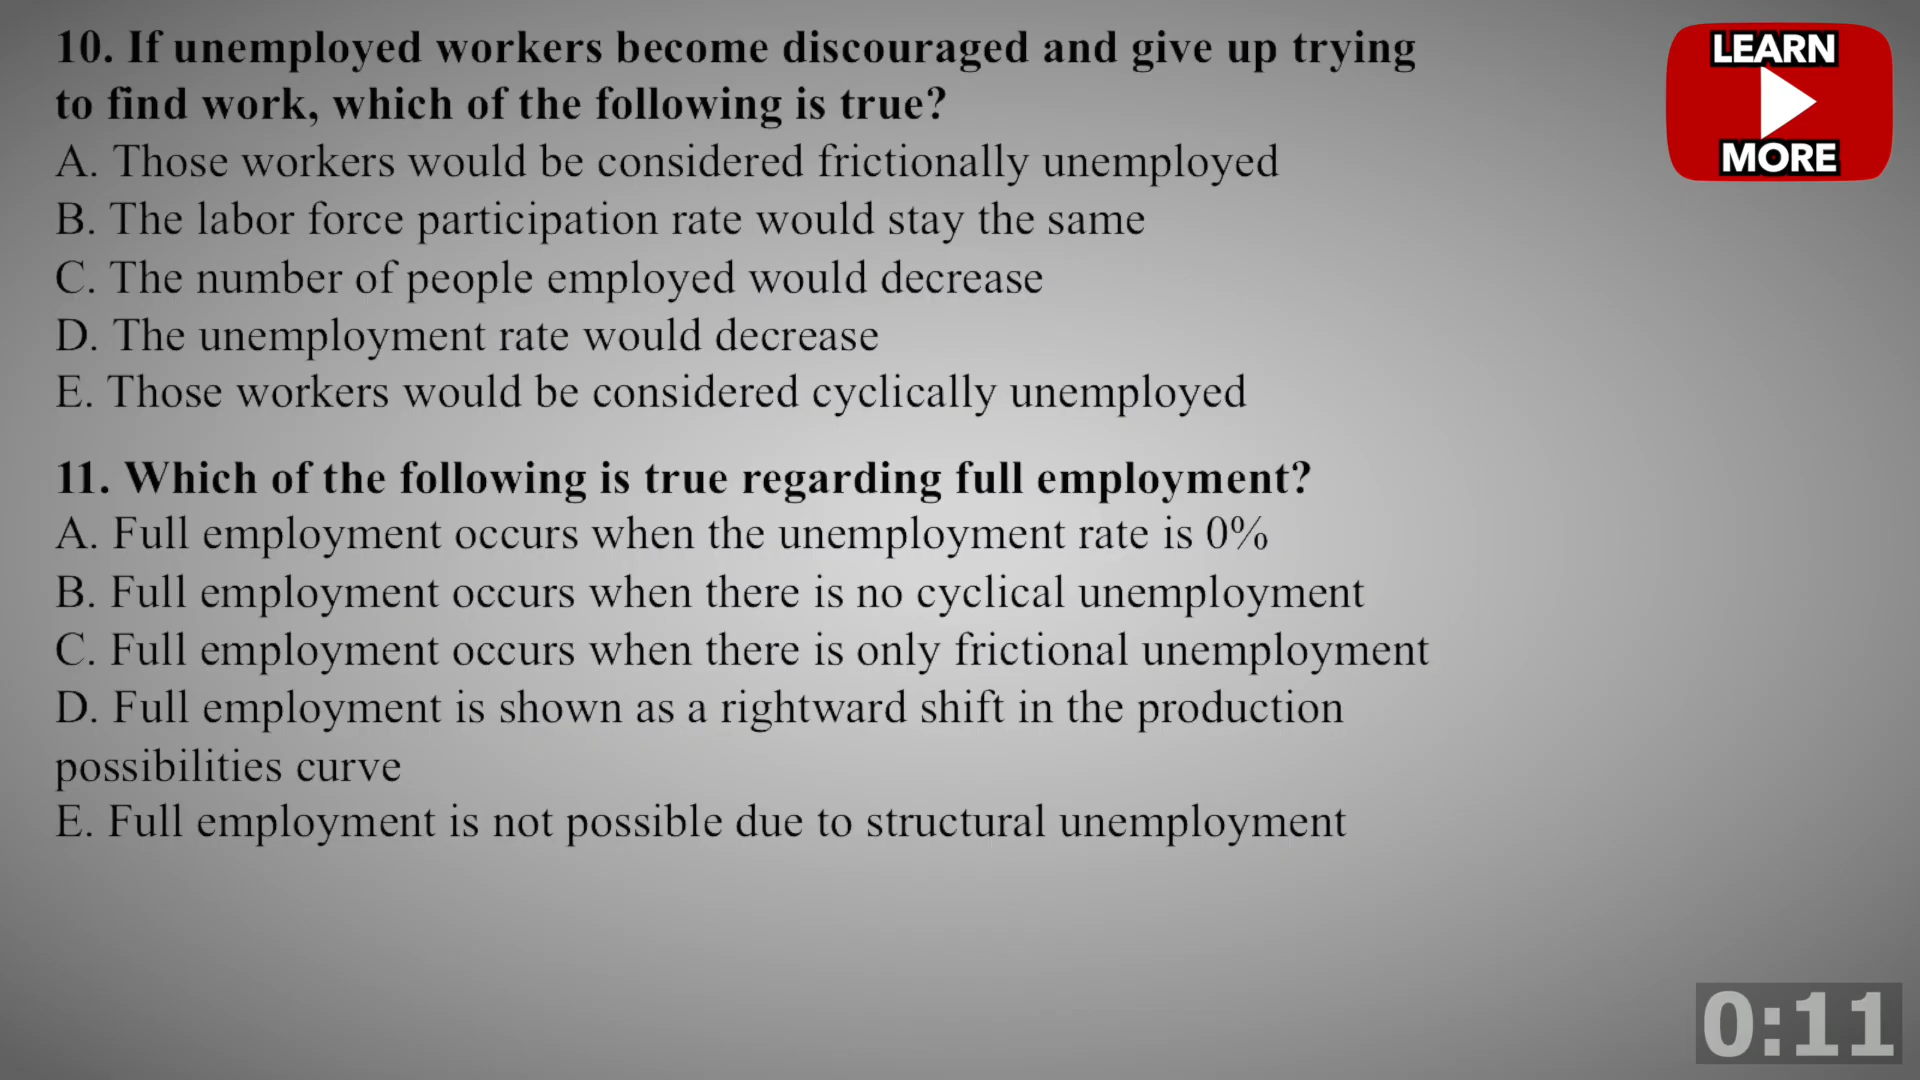 10. If unemployed workers become discouraged and give up trying
to find work, which of the following is true?
A. Those workers would be considered frictionally unemployed
B. The labor force participation rate would stay the same
C. The number of people employed would decrease
D. The unemployment rate would decrease
E. Those workers would be considered cyclically unemployed
11. Which of the following is true regarding full employment?
A. Full employment occurs when the unemployment rate is 0%
B. Full employment occurs when there is no cyclical unemployment
C. Full employment occurs when there is only frictional unemployment
D. Full employment is shown as a rightward shift in the production
possibilities curve
E. Full employment is not possible due to structural unemployment
LEARN
MORE
0:11